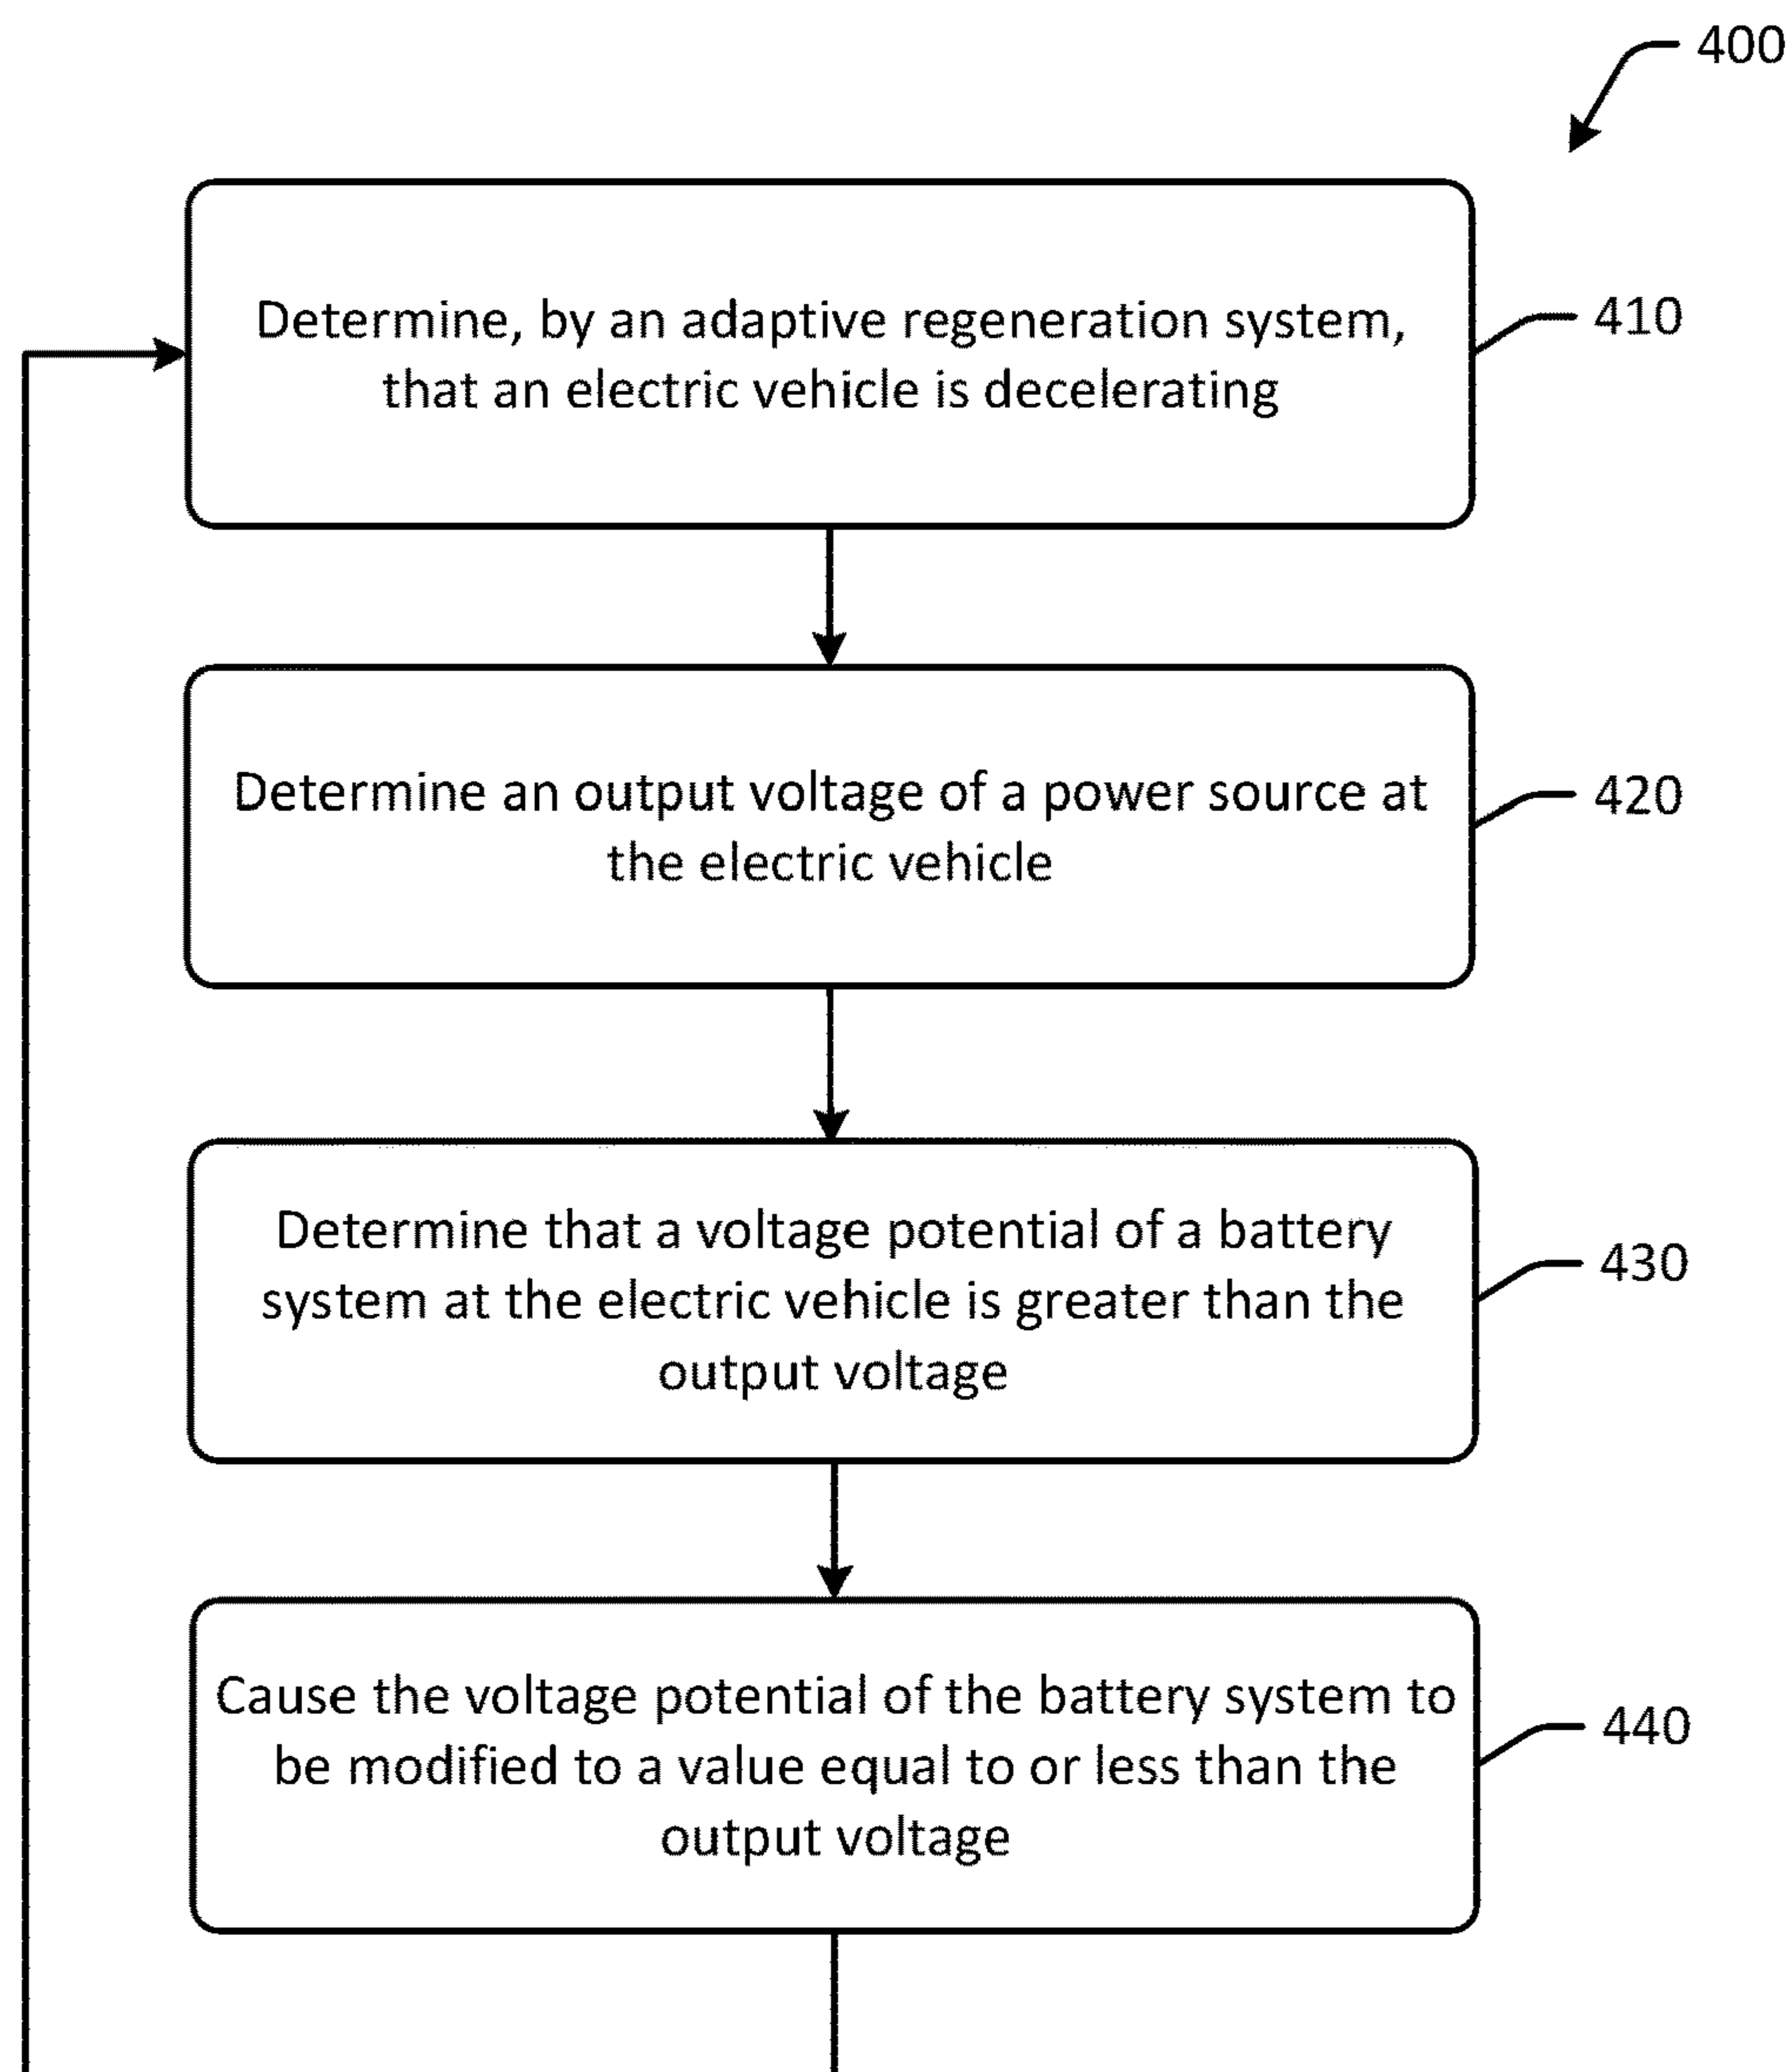 400
Determine, by an adaptive regeneration system,
that an electric vehicle is decelerating
410
Determine an output voltage of a power source at
the electric vehicle
420
Determine that a voltage potential of a battery
system at the electric vehicle is greater than the
output voltage
430
Cause the voltage potential of the battery system to
be modified to a value equal to or less than the
output voltage
440